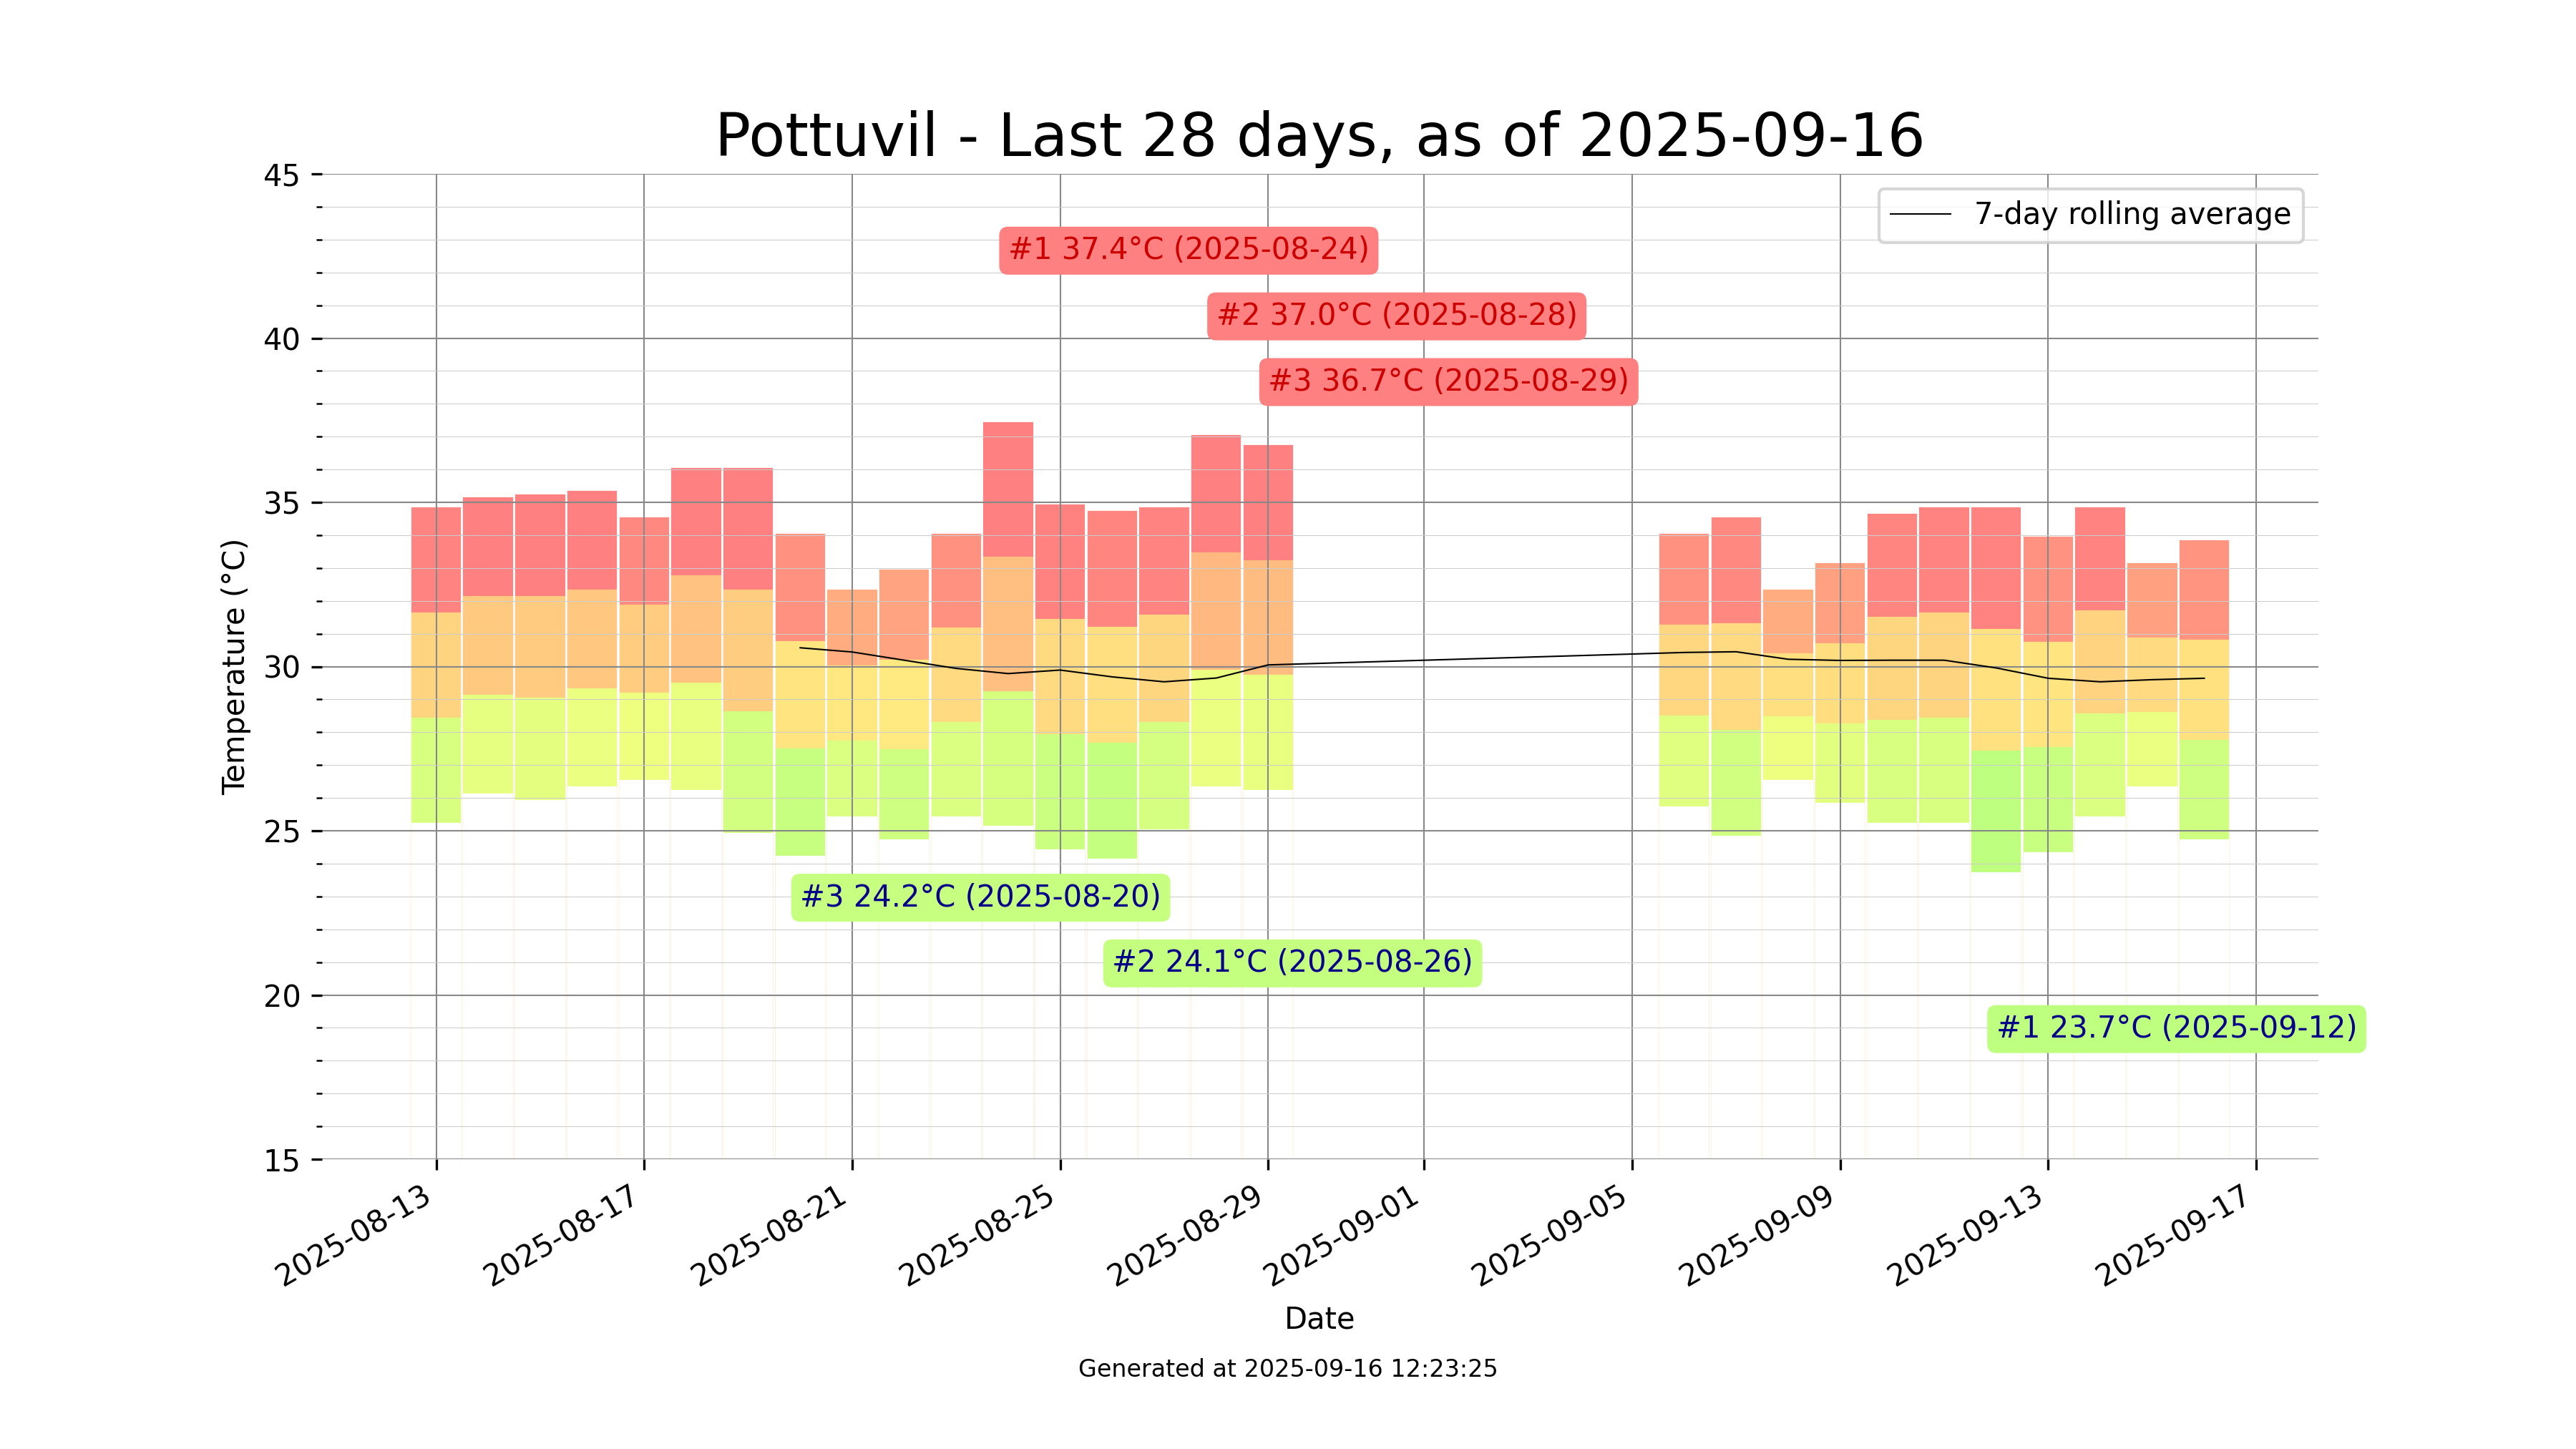 Pottuvil - Last 28 days, as of 2025-09-16
7-day rolling average
#1 37.4°C (2025-08-24)
#2 37.0°C (2025-08-28)
#3 36.7°C (2025-08-29)
#3 24.2°C (2025-08-20)
#2 24.1°C (2025-08-26)
#1 23.7°C (2025-09-12)
Temperature (°C)
45
40
35
30
25
20
15
2025-08-13
2025-08-17
2025-08-21
2025-08-25
2025-08-29
2025-09-01
2025-09-05
2025-09-09
2025-09-13
2025-09-17
Date
Generated at 2025-09-16 12:23:25